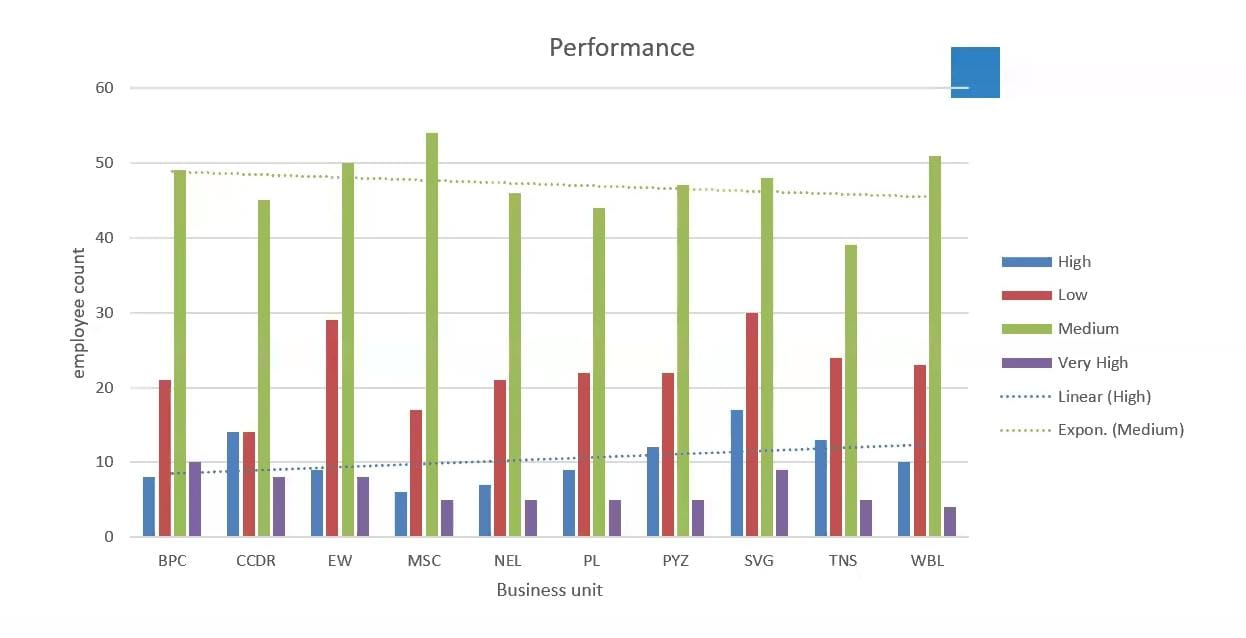 Performance
60
50
40
30
20
10
0
employee count
BPC CCDR EW MSC NEL PL PYZ SVG TNS WBL
Business unit
High
Low
Medium
Very High
Linear (High)
Expon. (Medium)